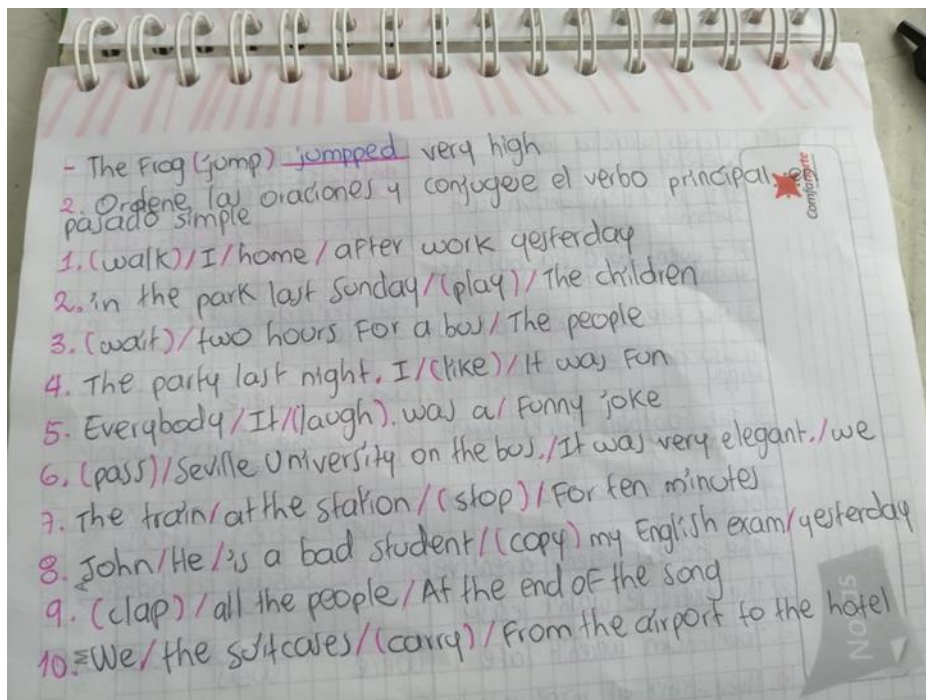 - The Frog (jump) jumpped very high
2. Ordene las oraciones y conjugese el verbo principal
pasado simple
1. (walk)/I/home/after work yesterday
2. in the park last Sunday/(play)/The children
3. (wait)/two hours For a bus/The people
4. The party last night. I/(like)/It was Fun
5. Everybody/It/(laugh). was a/Funny joke
6. (pass)/Seville University on the bus./It was very elegant./we
7. The train/at the station/(stop)/For ten minutes
8. John/He/is a bad student/(copy) my English exam/yesterday
9. (clap)/all the people/At the end of the song
10. We/the suitcases/(carry)/From the airport to the hotel
Comfanorte